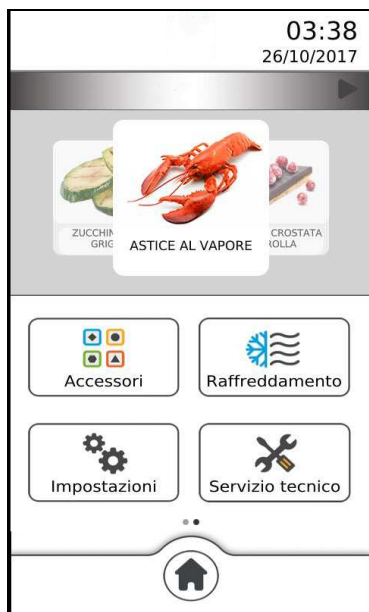 03:38
26/10/2017
ZUCCHIN
GRIG
ASTICE AL VAPORE
CROSTATA
ROLLA
Accessori
Raffreddamento
Impostazioni
Servizio tecnico